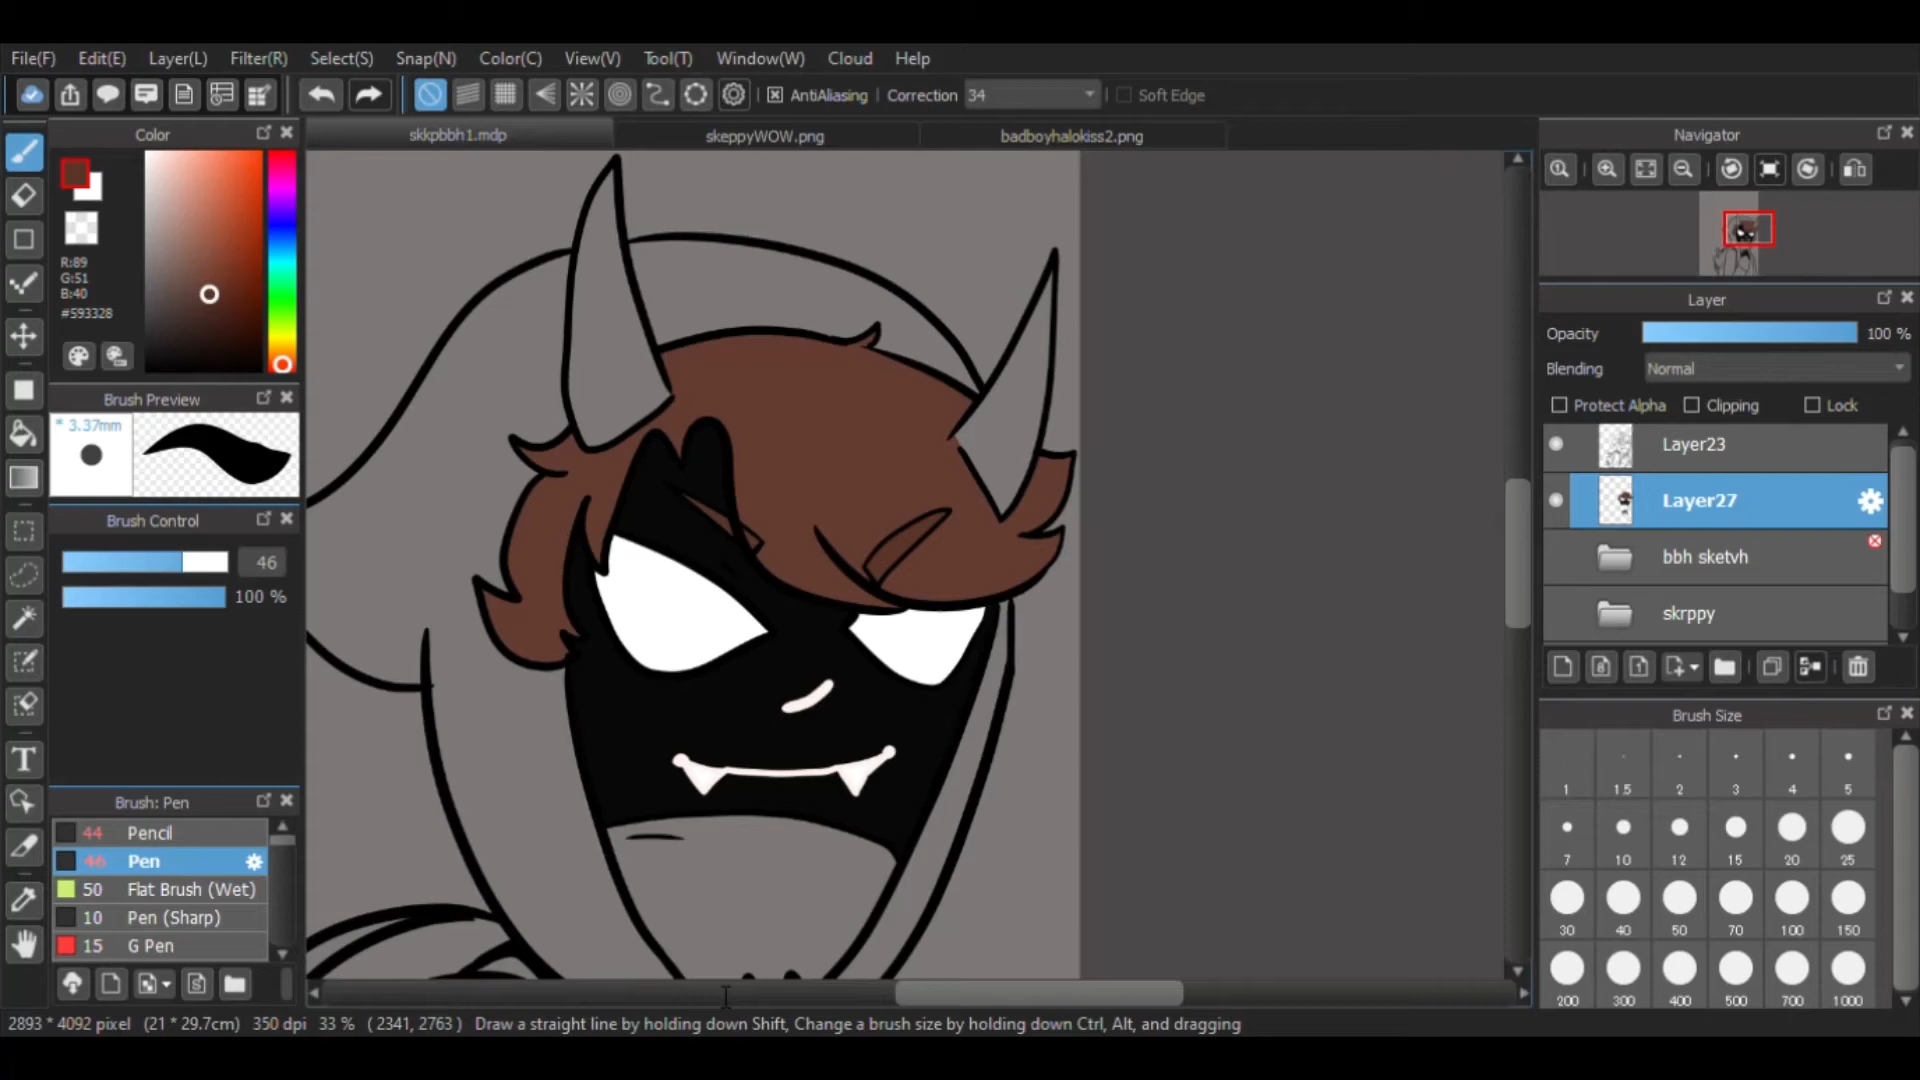 File(F) Edit(E) Layer(L) Filter(R) Select(S) Snap(N) Color(C) View(V) Tool(T) Window(W) Cloud Help
AntiAliasing Correction 34 Soft Edge
Color
skkpbbh1.mdp skeppyWOW.png badboyhalokiss2.png
Navigator
R:89
G:51
B:40
#593328
Layer
Opacity 100 %
Blending Normal
Protect Alpha Clipping Lock
Brush Preview
* 3.37mm
Layer23
Layer27
Brush Control
46
100 %
bbh sketvh
skrppy
Brush Size
1 1.5 2 3 4 5
7 10 12 15 20 25
30 40 50 70 100 150
200 300 400 500 700 1000
Brush: Pen
44 Pencil
46 Pen
50 Flat Brush (Wet)
10 Pen (Sharp)
15 G Pen
2893 * 4092 pixel (21 * 29.7cm) 350 dpi 33 % ( 2341, 2763 ) Draw a straight line by holding down Shift, Change a brush size by holding down Ctrl, Alt, and dragging